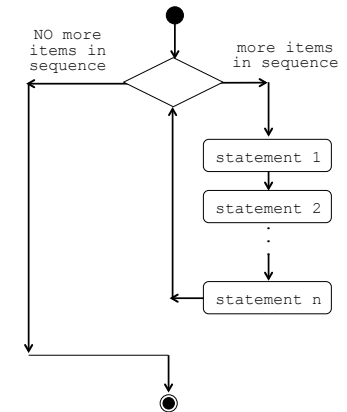 NO more
items in
sequence
more items
in sequence
statement 1
statement 2
statement n